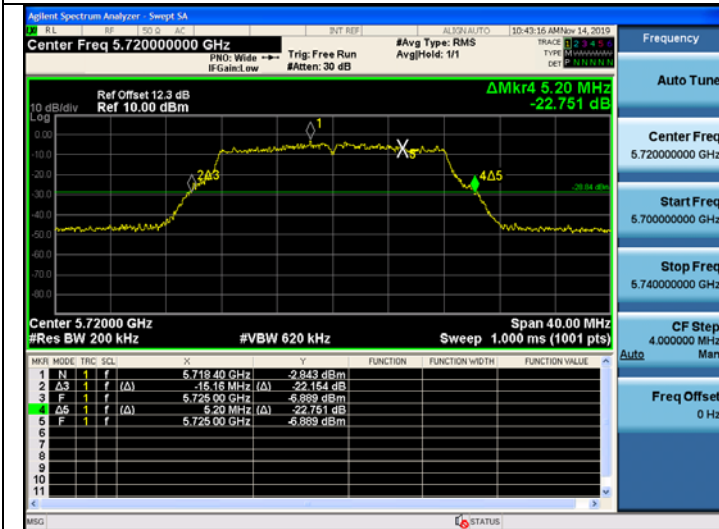 Agilent Spectrum Analyzer - Swept SA
RL RF 50 Ω AC INT REF ALIGN AUTO 10:43:16 AM Nov 14, 2019
Center Freq 5.720000000 GHz
PNO: Wide
IFGain:Low
Trig: Free Run
#Atten: 30 dB
#Avg Type: RMS
Avg|Hold: 1/1
TRACE 1 2 3 4 5 6
TYPE M
DET P N N N N N
Ref Offset 12.3 dB
Ref 10.00 dBm
ΔMkr4 5.20 MHz
-22.751 dB
10 dB/div
Log
0.00
-10.0
-20.0
-30.0
-40.0
-50.0
-60.0
-70.0
-80.0
1
2Δ3
5
4Δ5
-28.84 dBm
Center 5.72000 GHz Span 40.00 MHz
#Res BW 200 kHz #VBW 620 kHz Sweep 1.000 ms (1001 pts)
MKR MODE TRC SCL X Y FUNCTION FUNCTION WIDTH FUNCTION VALUE
1 N 1 f 5.718 40 GHz -2.843 dBm
2 Δ3 1 f (Δ) -15.16 MHz (Δ) -22.154 dB
3 F 1 f 5.725 00 GHz -6.889 dBm
4 Δ5 1 f (Δ) 5.20 MHz (Δ) -22.751 dB
5 F 1 f 5.725 00 GHz -6.889 dBm
6
7
8
9
10
11
MSG STATUS
Frequency
Auto Tune
Center Freq
5.720000000 GHz
Start Freq
5.700000000 GHz
Stop Freq
5.740000000 GHz
CF Step
4.000000 MHz
Auto Man
Freq Offset
0 Hz